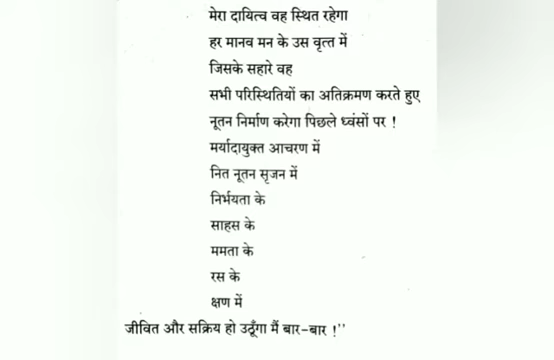 मेरा दायित्व वह स्थित रहेगा
हर मानव मन के उस वृत्त में
जिसके सहारे वह
सभी परिस्थितियों का अतिक्रमण करते हुए
नूतन निर्माण करेगा पिछले ध्वंसों पर !
मर्यादायुक्त आचरण में
नित नूतन सृजन में
निर्भयता के
साहस के
ममता के
रस के
क्षण में
जीवित और सक्रिय हो उठूँगा मैं बार-बार !''